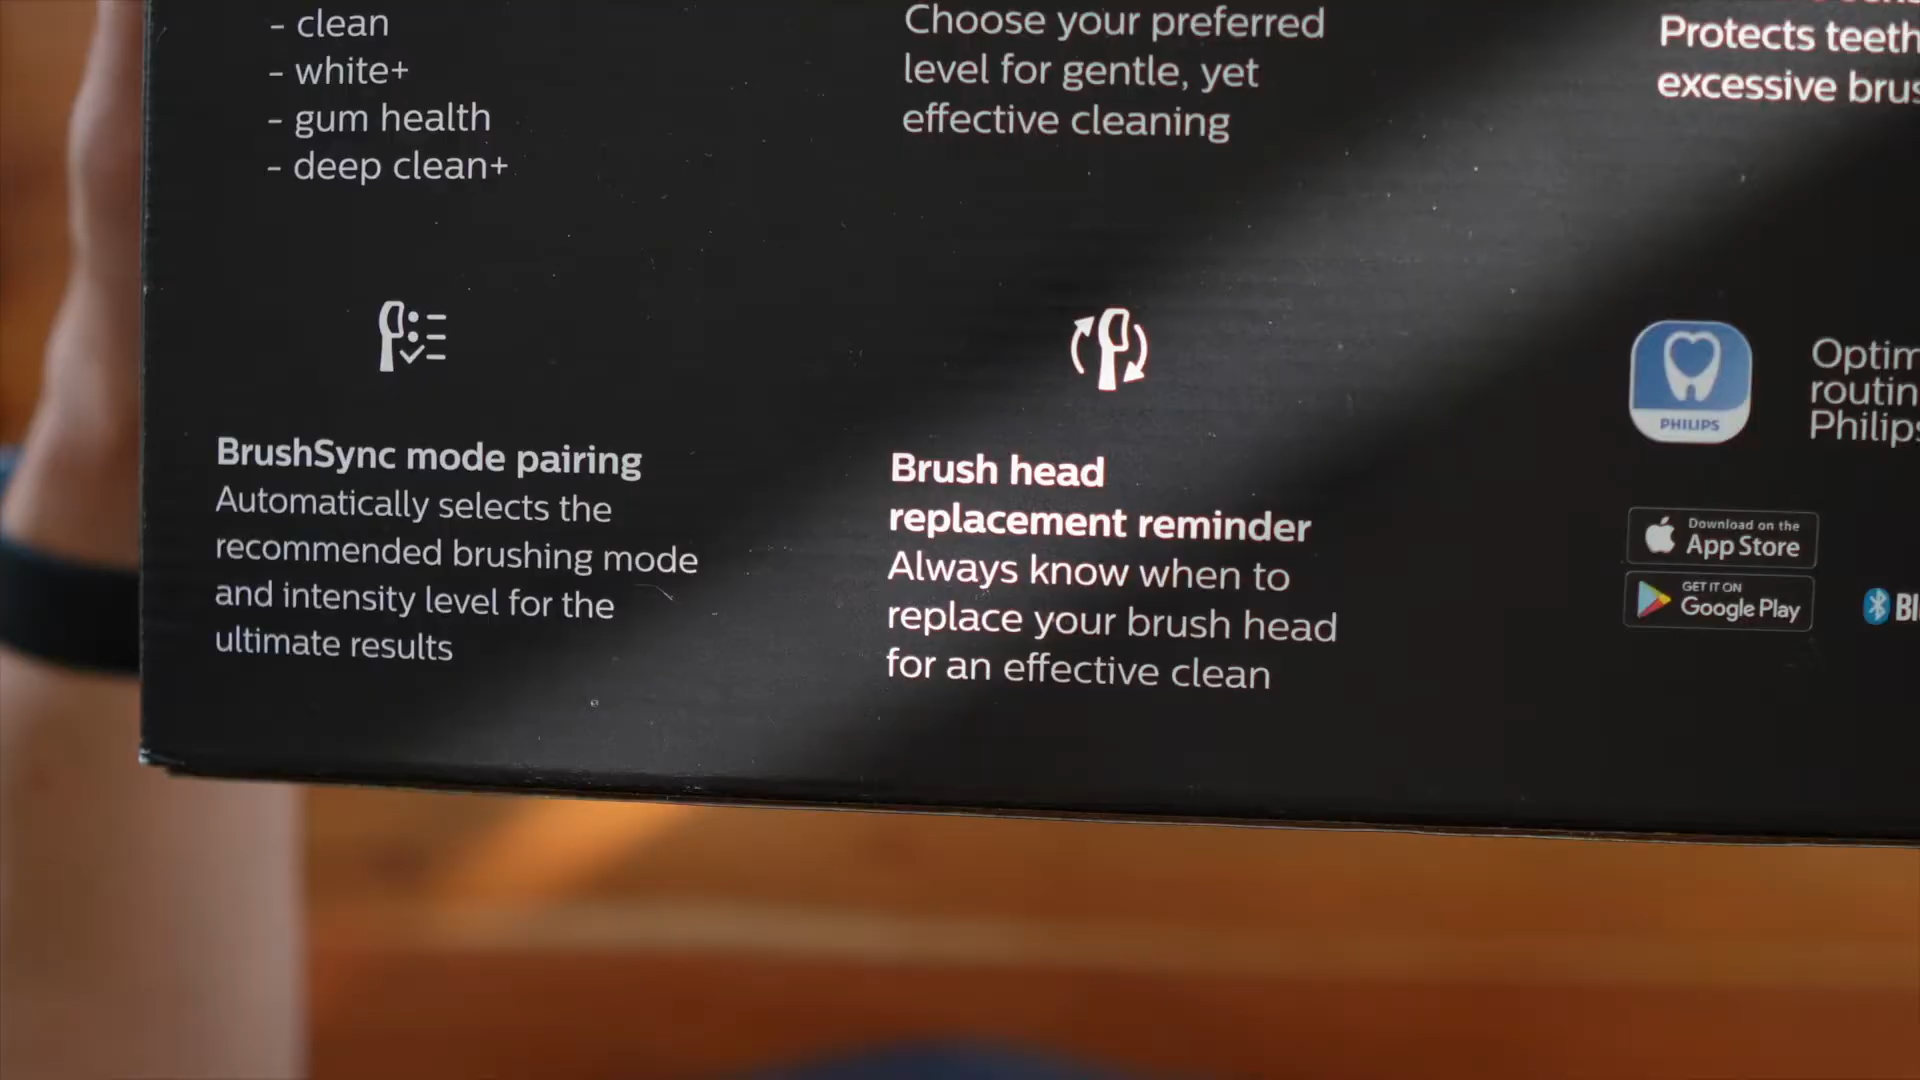 - clean
- white+
- gum health
- deep clean+
Choose your preferred
level for gentle, yet
effective cleaning
Protects teeth
excessive
BrushSync mode pairing
Automatically selects the
recommended brushing mode
and intensity level for the
ultimate results
Brush head
replacement reminder
Always know when to
replace your brush head
for an effective clean
PHILIPS
Philips
Download on the
App Store
GET IT ON
Google Play